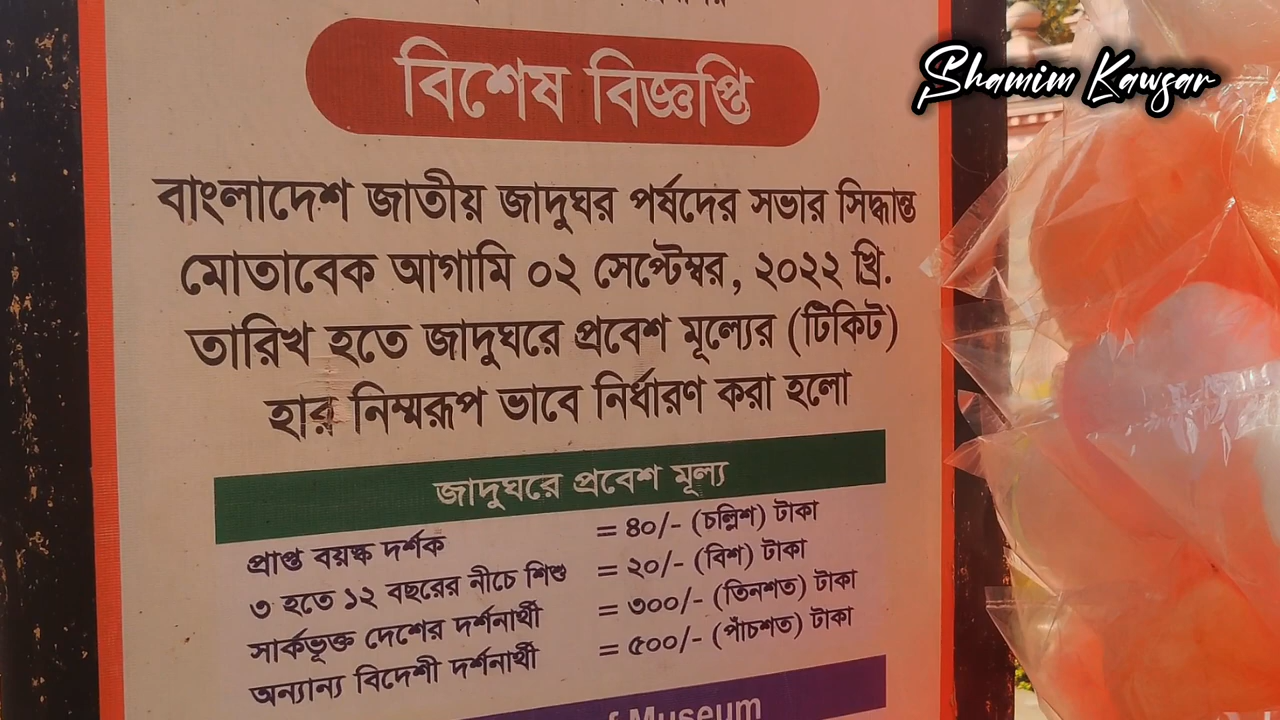 বিশেষ বিজ্ঞপ্তি
Shamim Kawsar
বাংলাদেশ জাতীয় জাদুঘর পর্ষদের সভার সিদ্ধান্ত
মোতাবেক আগামি ০২ সেপ্টেম্বর, ২০২২ খ্রি.
তারিখ হতে জাদুঘরে প্রবেশ মূল্যের (টিকিট)
হার নিম্মরূপ ভাবে নির্ধারণ করা হলো
জাদুঘরে প্রবেশ মূল্য
প্রাপ্ত বয়স্ক দর্শক = ৪০/- (চল্লিশ) টাকা
৩ হতে ১২ বছরের নীচে শিশু = ২০/- (বিশ) টাকা
সার্কভূক্ত দেশের দর্শনার্থী = ৩০০/- (তিনশত) টাকা
অন্যান্য বিদেশী দর্শনার্থী = ৫০০/- (পাঁচশত) টাকা
Museum